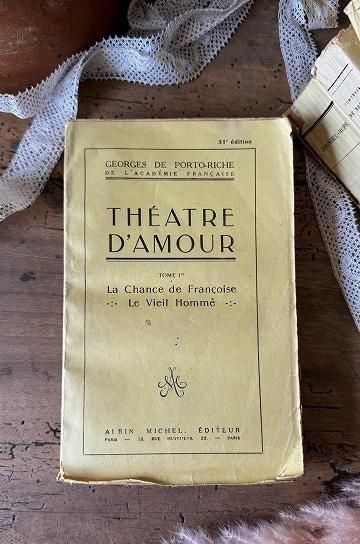 31e édition
GEORGES DE PORTO-RICHE
DE L'ACADÉMIE FRANÇAISE
THÉATRE
D'AMOUR
TOME Ier
La Chance de Françoise
-:- Le Vieil Homme -:-
AM
ALBIN MICHEL, ÉDITEUR
PARIS — 22, RUE HUYGHENS, 22. — PARIS